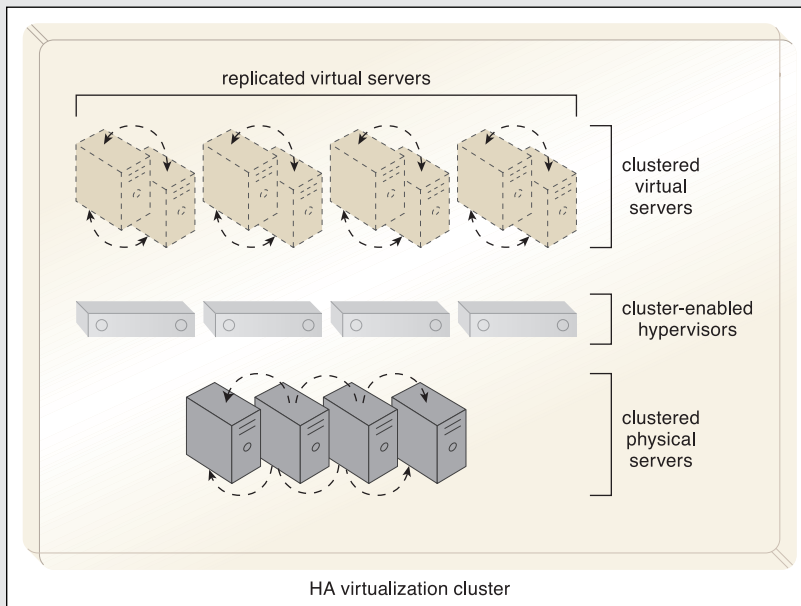 replicated virtual servers
clustered
virtual
servers
cluster-enabled
hypervisors
clustered
physical
servers
HA virtualization cluster